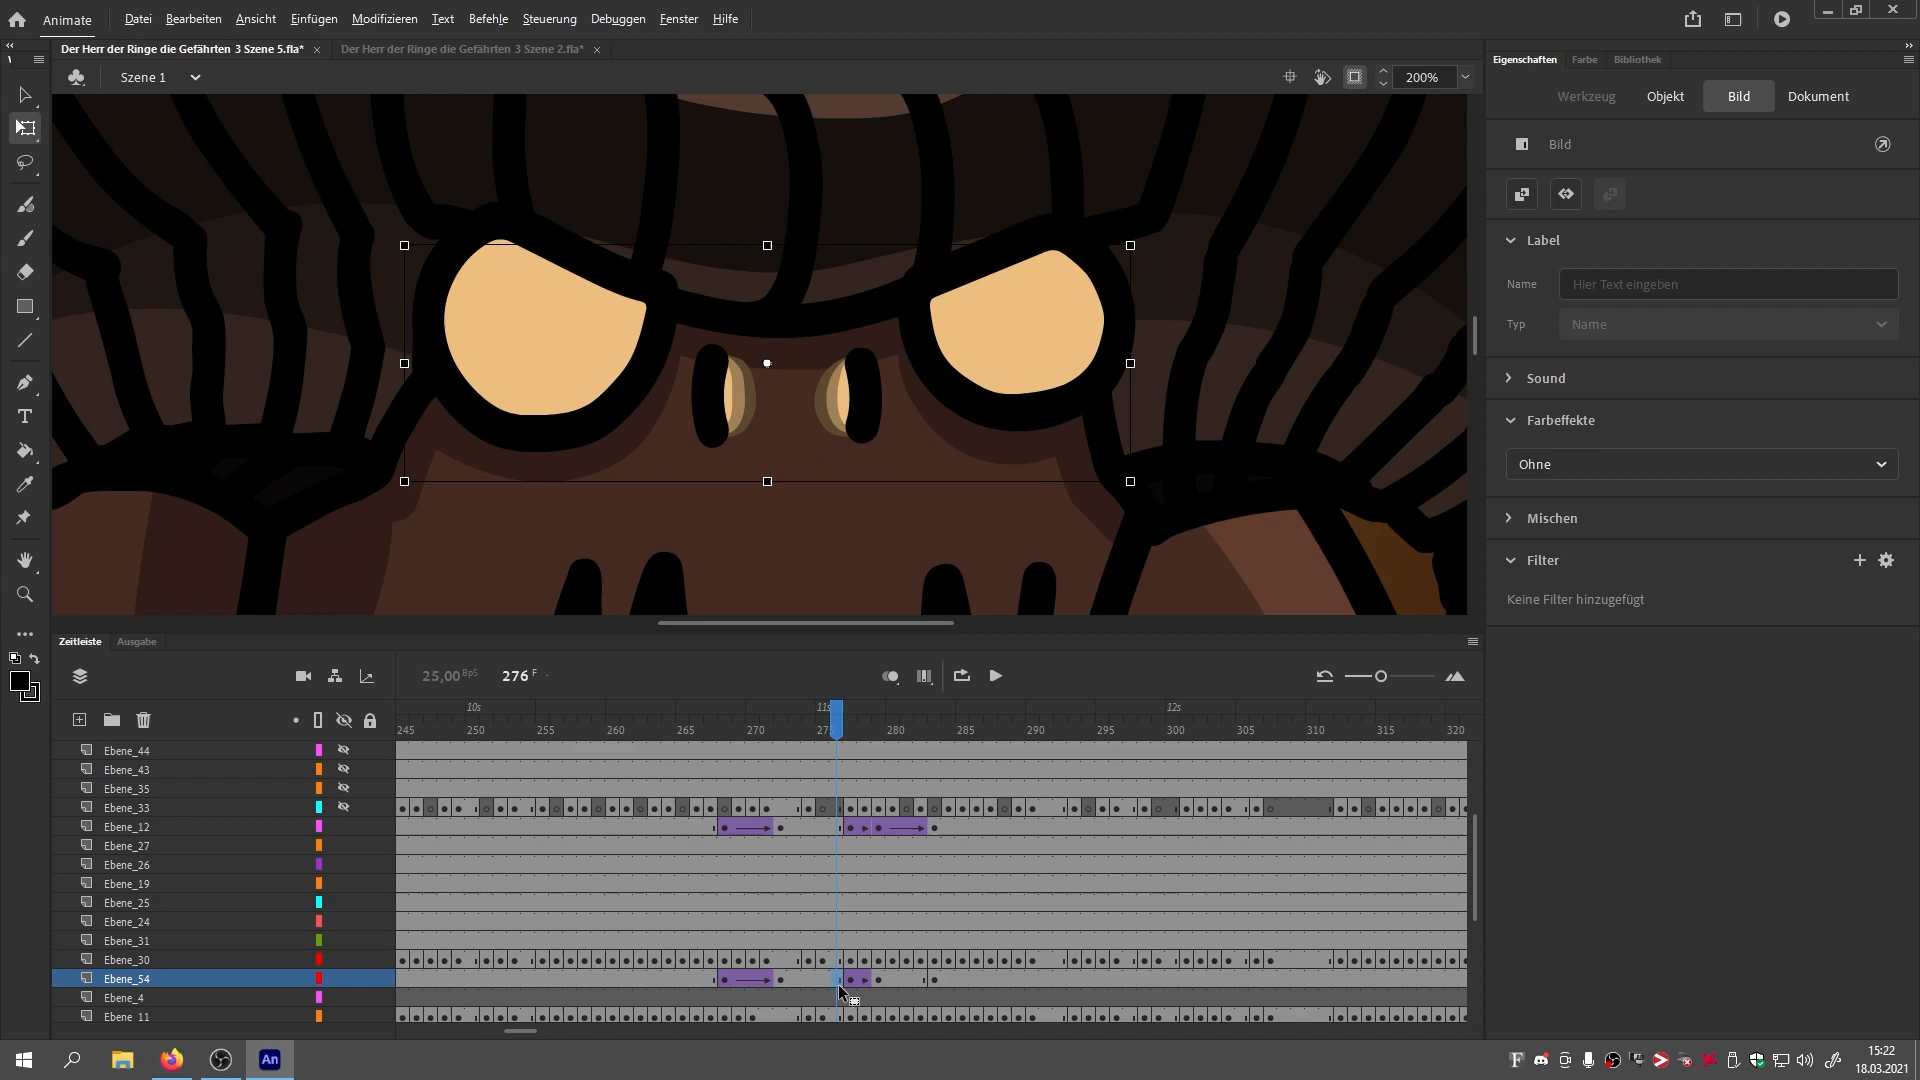 Animate
Datei Bearbeiten Ansicht Einfügen Modifizieren Text Befehle Steuerung Debuggen Fenster Hilfe
Der Herr der Ringe die Gefährten 3 Szene 5.fla*
Der Herr der Ringe die Gefährten 3 Szene 2.fla*
Szene 1
200%
Eigenschaften Farbe Bibliothek
Werkzeug Objekt Bild Dokument
Bild
Label
Name Hier Text eingeben
Typ Name
Sound
Farbeffekte
Ohne
Mischen
Filter
Keine Filter hinzugefügt
Zeitleiste Ausgabe
25,00 BpS 276 F
10s 11s 12s
245 250 255 260 265 270 275 280 285 290 295 300 305 310 315 320
Ebene_44
Ebene_43
Ebene_35
Ebene_33
Ebene_12
Ebene_27
Ebene_26
Ebene_19
Ebene_25
Ebene_24
Ebene_31
Ebene_30
Ebene_54
Ebene_4
Ebene_11
An
15:22
18.03.2021